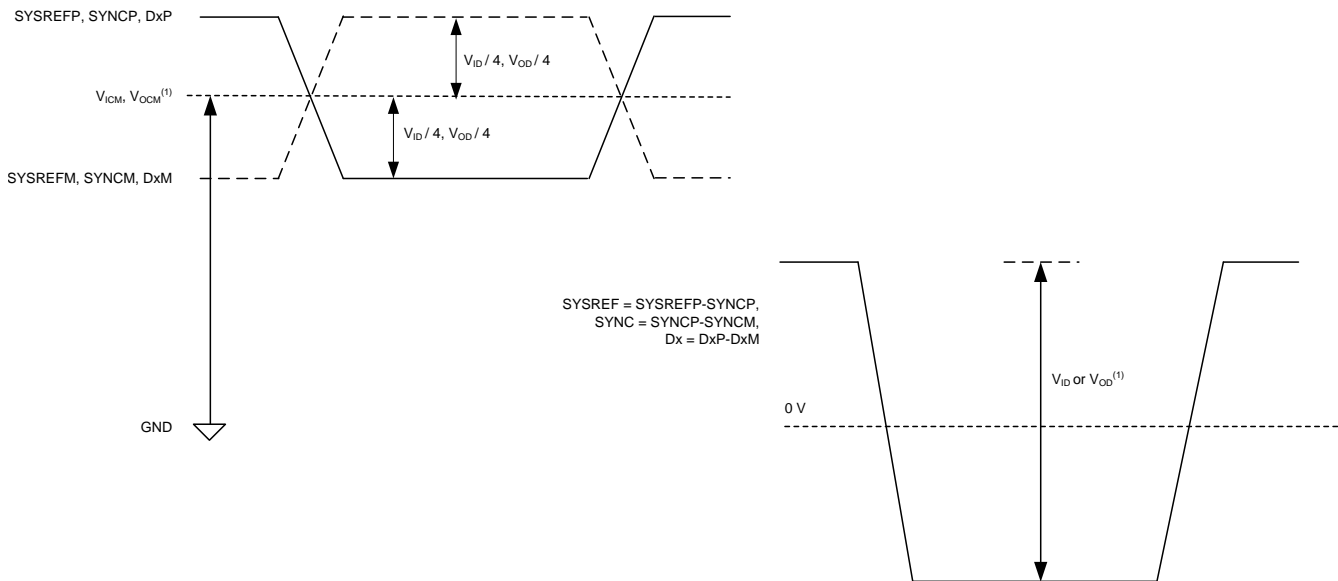 SYSREFP, SYNCP, DxP
V_ID / 4, V_OD / 4
V_ICM, V_OCM^(1)
V_ID / 4, V_OD / 4
SYSREFM, SYNCM, DxM
GND
SYSREF = SYSREFP-SYNCP,
SYNC = SYNCP-SYNCM,
Dx = DxP-DxM
V_ID or V_OD^(1)
0 V